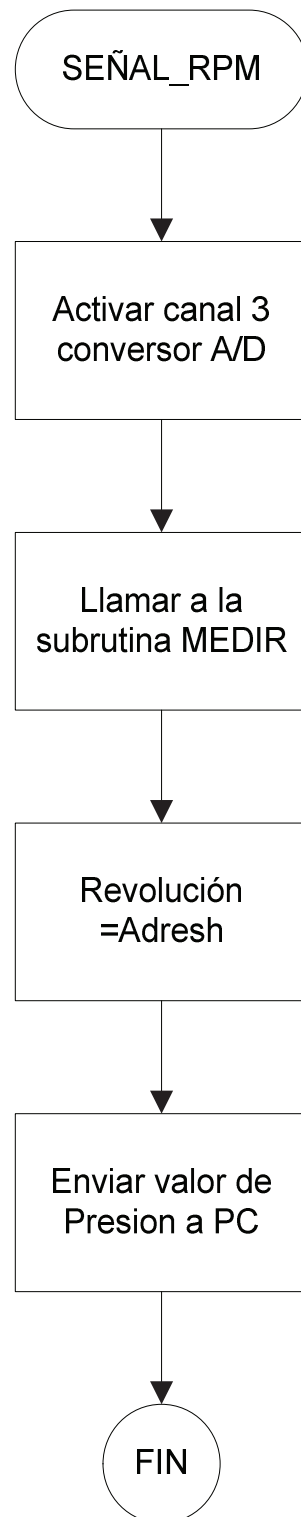 SEÑAL_RPM
Activar canal 3
conversor A/D
Llamar a la
subrutina MEDIR
Revolución
=Adresh
Enviar valor de
Presion a PC
FIN